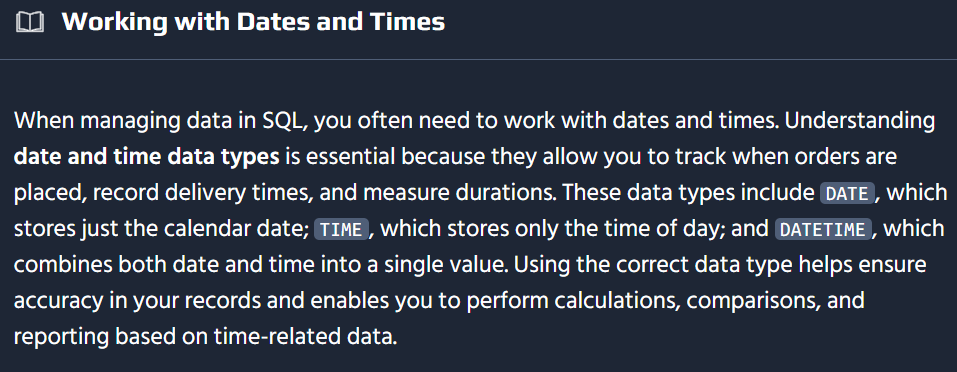 Working with Dates and Times
When managing data in SQL, you often need to work with dates and times. Understanding
date and time data types is essential because they allow you to track when orders are
placed, record delivery times, and measure durations. These data types include DATE, which
stores just the calendar date; TIME, which stores only the time of day; and DATETIME, which
combines both date and time into a single value. Using the correct data type helps ensure
accuracy in your records and enables you to perform calculations, comparisons, and
reporting based on time-related data.